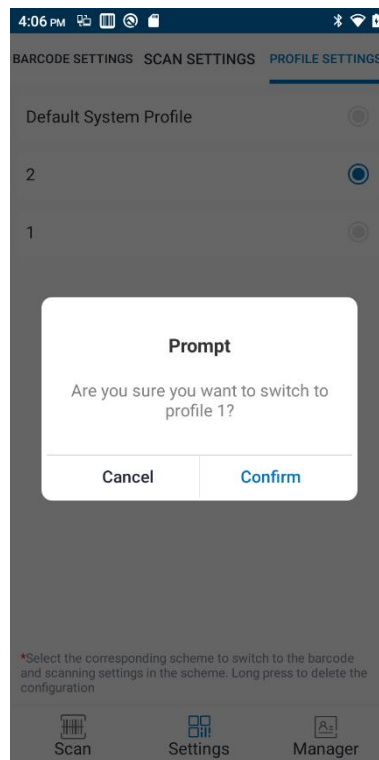 4:06 PM
BARCODE SETTINGS SCAN SETTINGS PROFILE SETTINGS
Default System Profile
2
1
Prompt
Are you sure you want to switch to
profile 1?
Cancel Confirm
*Select the corresponding scheme to switch to the barcode
and scanning settings in the scheme. Long press to delete the
configuration
Scan Settings Manager